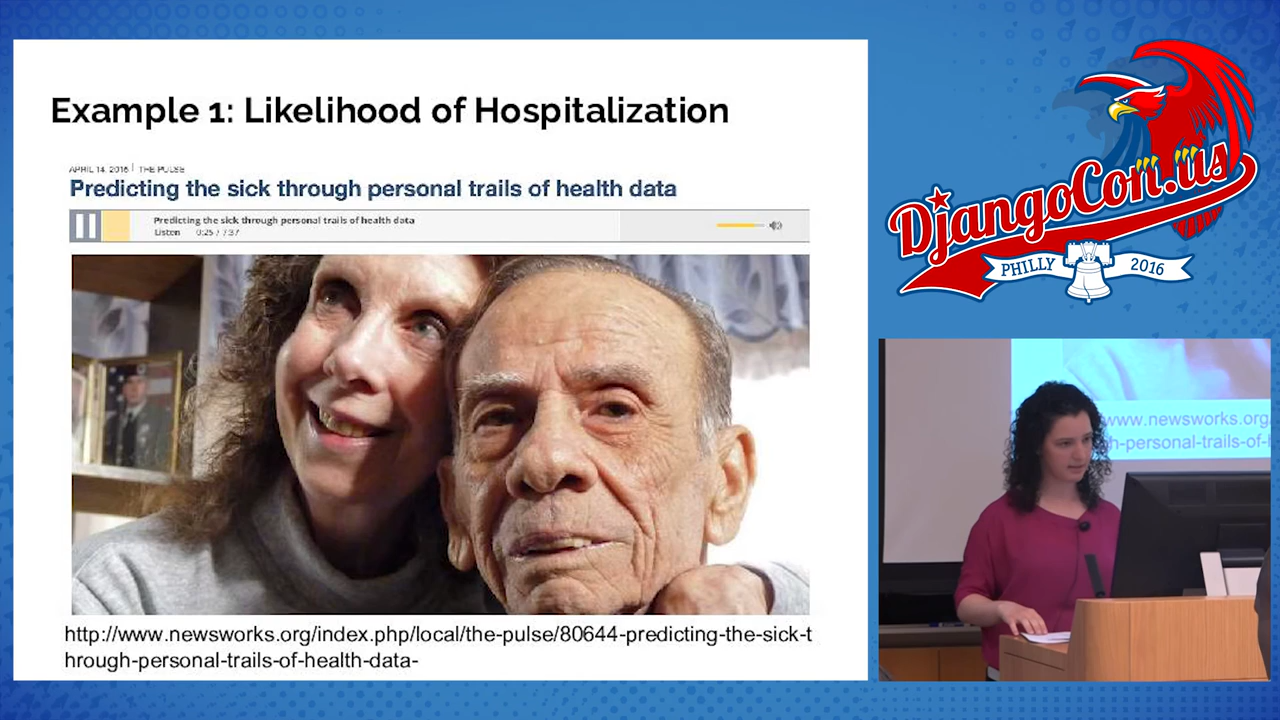 Example 1: Likelihood of Hospitalization
APRIL 14, 2016 | THE PULSE
Predicting the sick through personal trails of health data
Predicting the sick through personal trails of health data
Listen 0:25 / 7:37
http://www.newsworks.org/index.php/local/the-pulse/80644-predicting-the-sick-t
hrough-personal-trails-of-health-data-
DjangoCon.us
PHILLY 2016
www.newsworks.org/
h-personal-trails-of-h